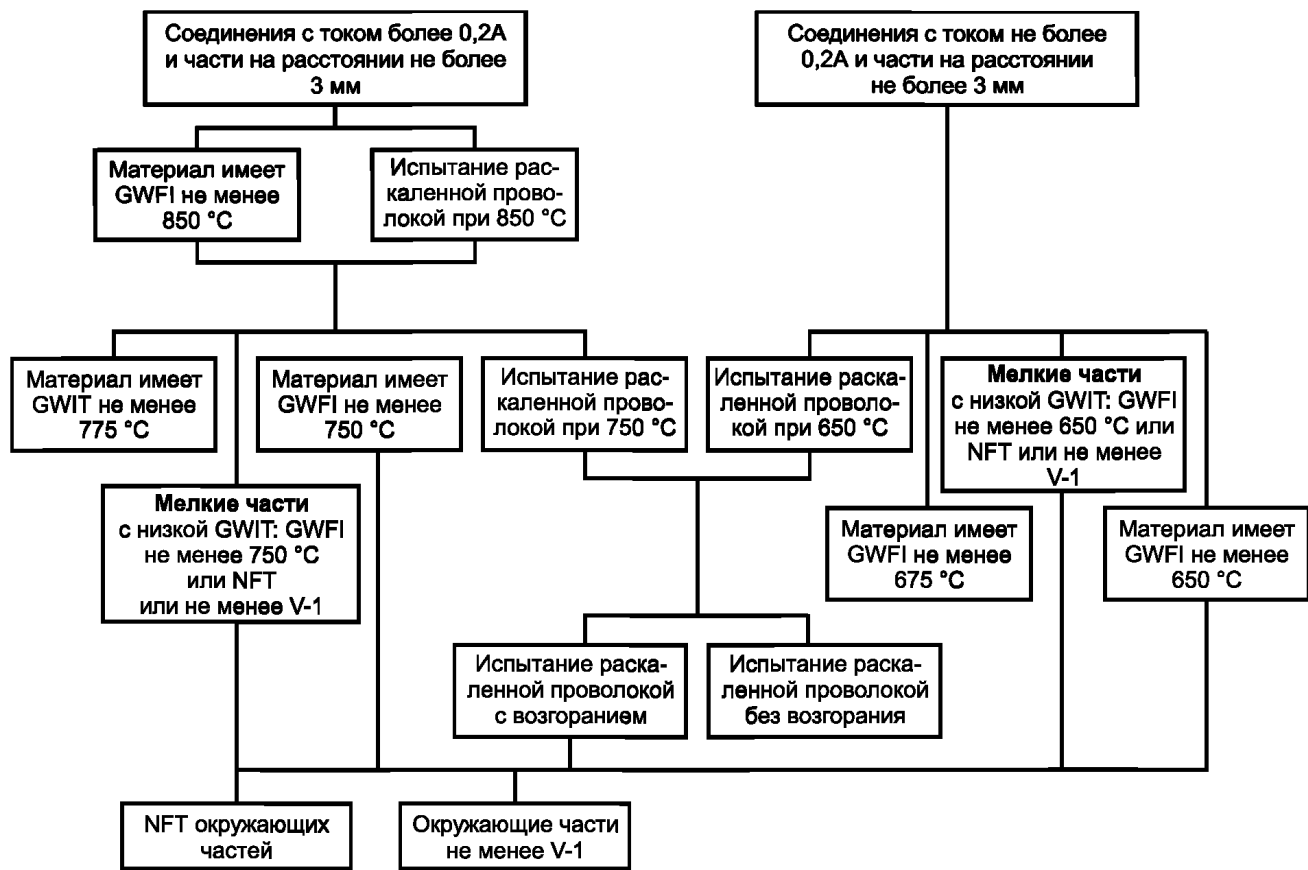 Соединения с током более 0,2А
и части на расстоянии не более
3 мм
Соединения с током не более
0,2А и части на расстоянии
не более 3 мм
Материал имеет
GWFI не менее
850 °C
Испытание рас-
каленной прово-
локой при 850 °C
Материал имеет
GWIT не менее
775 °C
Материал имеет
GWFI не менее
750 °C
Испытание рас-
каленной прово-
локой при 750 °C
Испытание раска-
ленной проволо-
кой при 650 °C
Мелкие части
с низкой GWIT: GWFI
не менее 650 °C или
NFT или не менее
V-1
Мелкие части
с низкой GWIT: GWFI
не менее 750 °C
или NFT
или не менее V-1
Материал имеет
GWFI не менее
675 °C
Материал имеет
GWFI не менее
650 °C
Испытание раска-
ленной проволокой
с возгоранием
Испытание раска-
ленной проволокой
без возгорания
NFT окружающих
частей
Окружающие части
не менее V-1